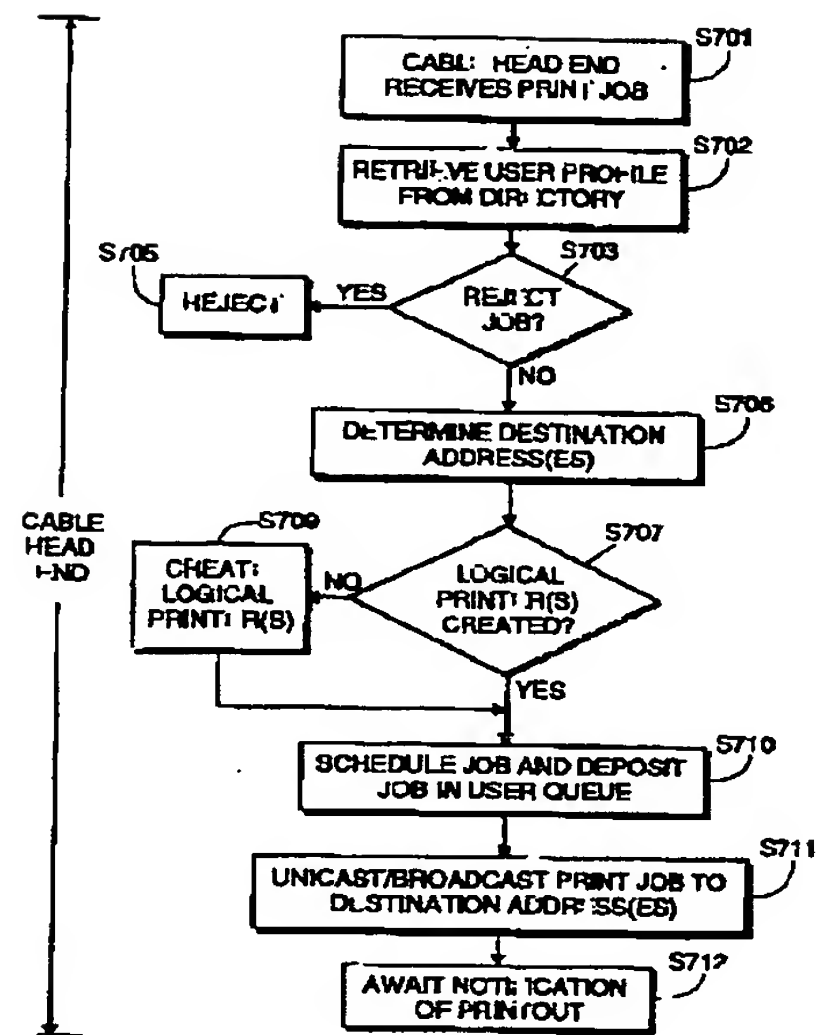 S701
CABLE HEAD END
RECEIVES PRINT JOB
S702
RETRIEVE USER PROFILE
FROM DIRECTORY
S705
REJECT
YES
S703
REJECT
JOB?
NO
S706
DETERMINE DESTINATION
ADDRESS(ES)
CABLE
HEAD
END
S709
CREATE
LOGICAL
PRINTER(S)
NO
S707
LOGICAL
PRINTER(S)
CREATED?
YES
S710
SCHEDULE JOB AND DEPOSIT
JOB IN USER QUEUE
S711
UNICAST/BROADCAST PRINT JOB TO
DESTINATION ADDRESS(ES)
S712
AWAIT NOTIFICATION
OF PRINTOUT